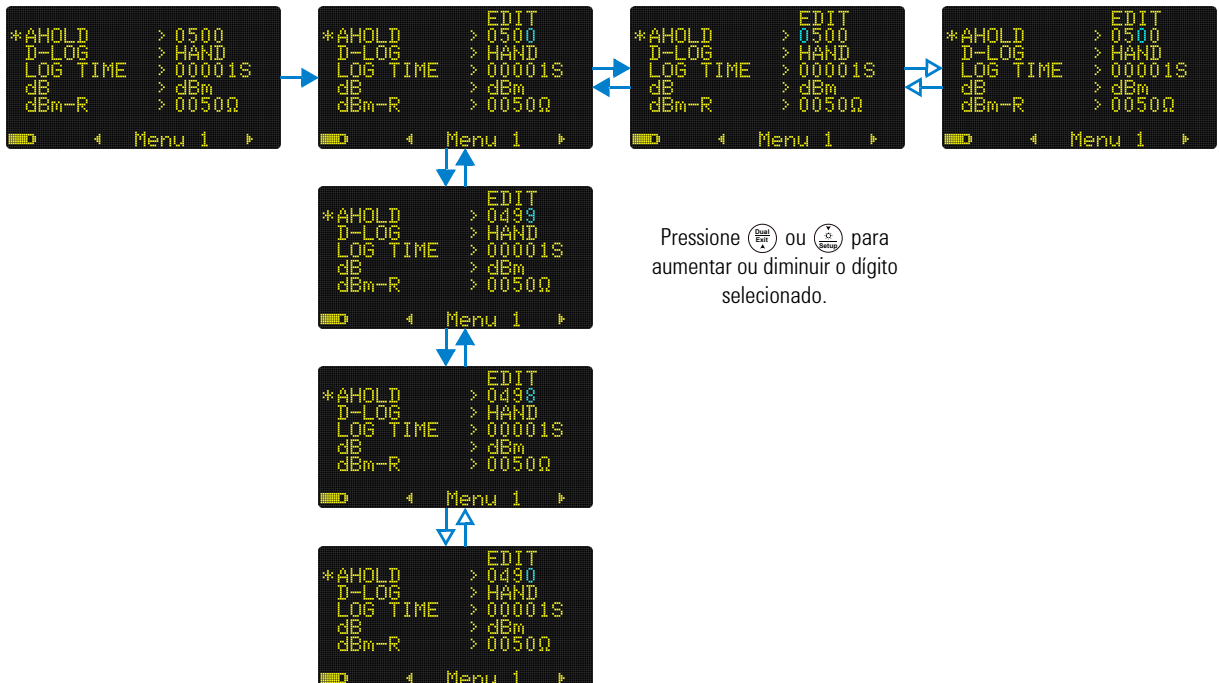 *AHOLD > 0500
D-LOG > HAND
LOG TIME > 00001S
dB > dBm
dBm-R > 0050Ω
Menu 1
EDIT
*AHOLD > 0500
D-LOG > HAND
LOG TIME > 00001S
dB > dBm
dBm-R > 0050Ω
Menu 1
EDIT
*AHOLD > 0500
D-LOG > HAND
LOG TIME > 00001S
dB > dBm
dBm-R > 0050Ω
Menu 1
EDIT
*AHOLD > 0500
D-LOG > HAND
LOG TIME > 00001S
dB > dBm
dBm-R > 0050Ω
Menu 1
EDIT
*AHOLD > 0499
D-LOG > HAND
LOG TIME > 00001S
dB > dBm
dBm-R > 0050Ω
Menu 1
Pressione Dual Exit ou Setup para
aumentar ou diminuir o dígito
selecionado.
EDIT
*AHOLD > 0498
D-LOG > HAND
LOG TIME > 00001S
dB > dBm
dBm-R > 0050Ω
Menu 1
EDIT
*AHOLD > 0490
D-LOG > HAND
LOG TIME > 00001S
dB > dBm
dBm-R > 0050Ω
Menu 1